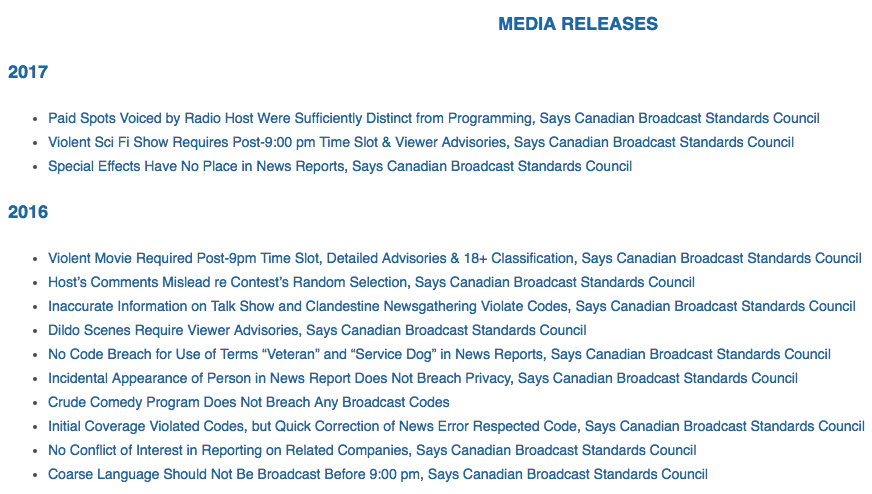 MEDIA RELEASES
2017
Paid Spots Voiced by Radio Host Were Sufficiently Distinct from Programming, Says Canadian Broadcast Standards Council
Violent Sci Fi Show Requires Post-9:00 pm Time Slot & Viewer Advisories, Says Canadian Broadcast Standards Council
Special Effects Have No Place in News Reports, Says Canadian Broadcast Standards Council
2016
Violent Movie Required Post-9pm Time Slot, Detailed Advisories & 18+ Classification, Says Canadian Broadcast Standards Council
Host’s Comments Mislead re Contest’s Random Selection, Says Canadian Broadcast Standards Council
Inaccurate Information on Talk Show and Clandestine Newsgathering Violate Codes, Says Canadian Broadcast Standards Council
Dildo Scenes Require Viewer Advisories, Says Canadian Broadcast Standards Council
No Code Breach for Use of Terms “Veteran” and “Service Dog” in News Reports, Says Canadian Broadcast Standards Council
Incidental Appearance of Person in News Report Does Not Breach Privacy, Says Canadian Broadcast Standards Council
Crude Comedy Program Does Not Breach Any Broadcast Codes
Initial Coverage Violated Codes, but Quick Correction of News Error Respected Code, Says Canadian Broadcast Standards Council
No Conflict of Interest in Reporting on Related Companies, Says Canadian Broadcast Standards Council
Coarse Language Should Not Be Broadcast Before 9:00 pm, Says Canadian Broadcast Standards Council